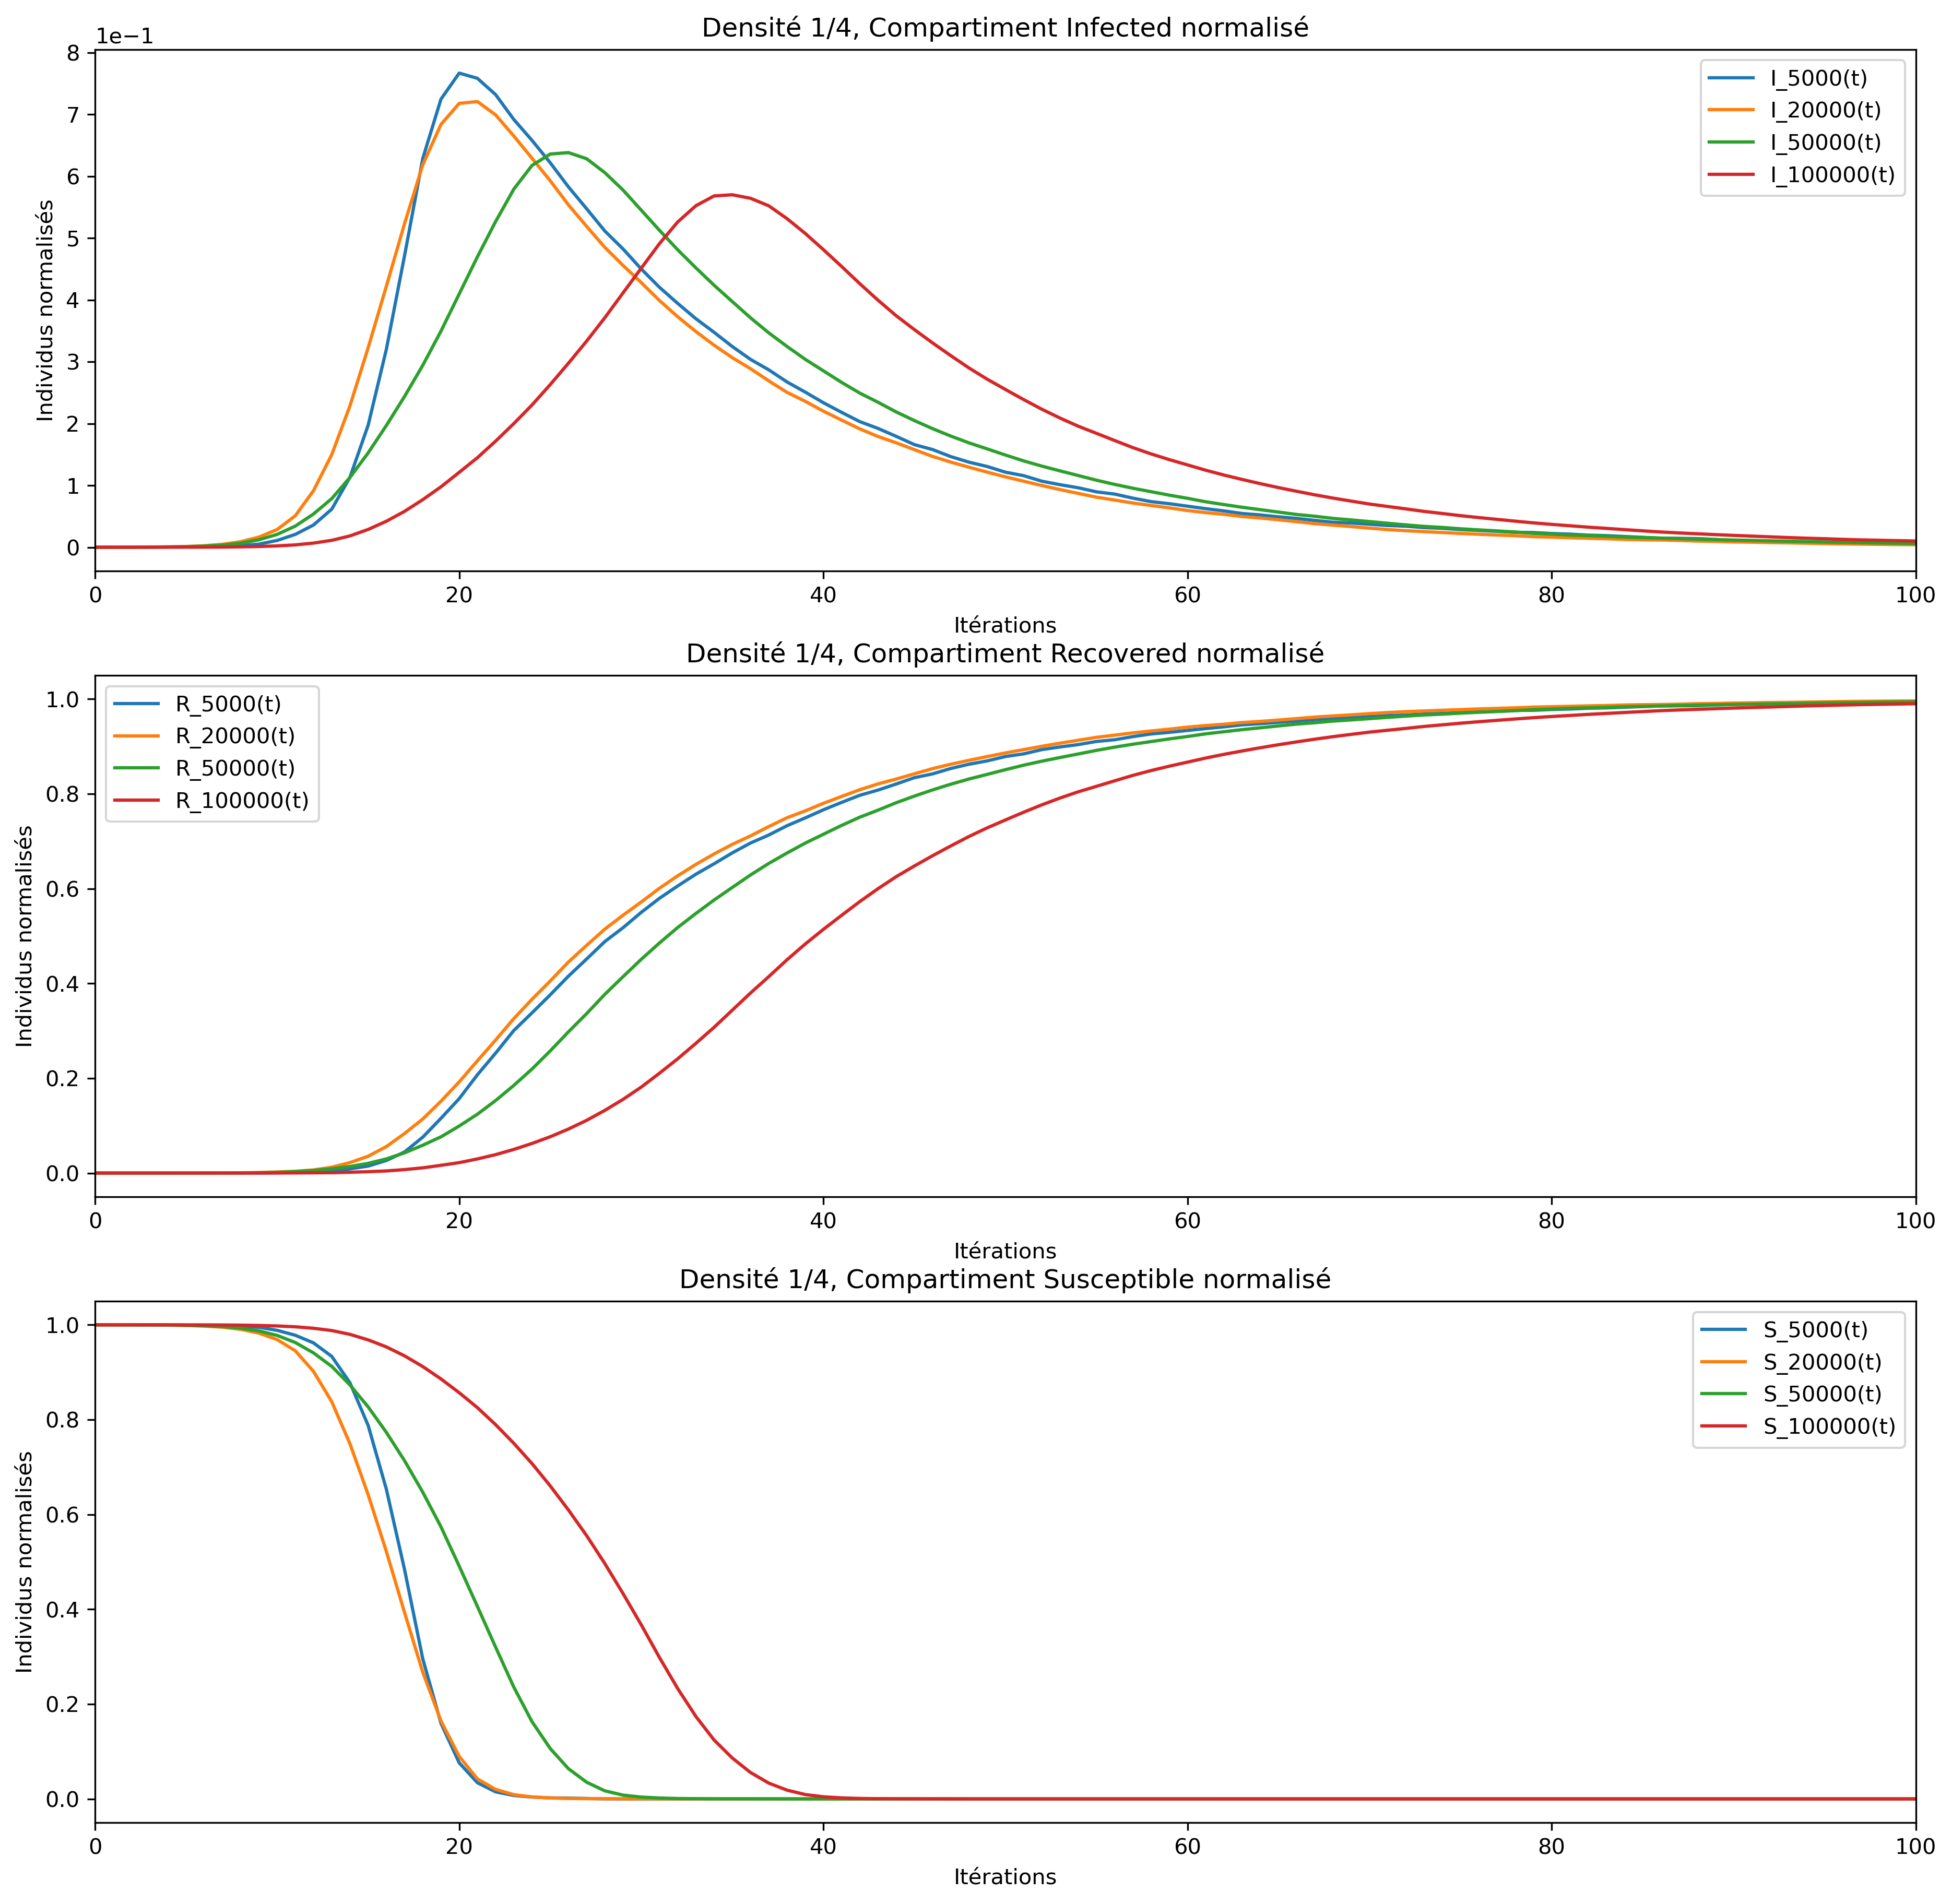 Densité 1/4, Compartiment Infected normalisé
1e−1
8
7
6
5
4
3
2
1
0
Individus normalisés
I_5000(t)
I_20000(t)
I_50000(t)
I_100000(t)
0 20 40 60 80 100
Itérations
Densité 1/4, Compartiment Recovered normalisé
1.0
0.8
0.6
0.4
0.2
0.0
Individus normalisés
R_5000(t)
R_20000(t)
R_50000(t)
R_100000(t)
0 20 40 60 80 100
Itérations
Densité 1/4, Compartiment Susceptible normalisé
1.0
0.8
0.6
0.4
0.2
0.0
Individus normalisés
S_5000(t)
S_20000(t)
S_50000(t)
S_100000(t)
0 20 40 60 80 100
Itérations